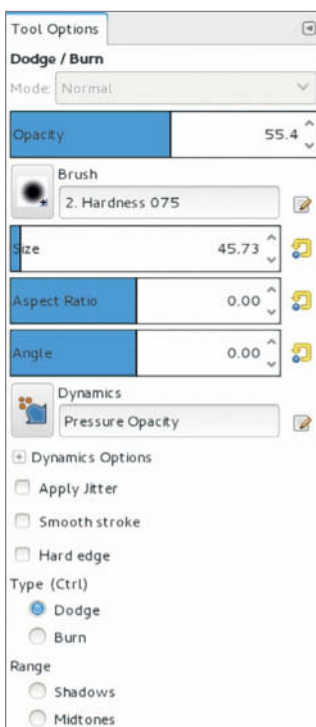 Tool Options
Dodge / Burn
Mode: Normal
Opacity 55.4
Brush
2. Hardness 075
Size 45.73
Aspect Ratio 0.00
Angle 0.00
Dynamics
Pressure Opacity
Dynamics Options
Apply Jitter
Smooth stroke
Hard edge
Type (Ctrl)
Dodge
Burn
Range
Shadows
Midtones